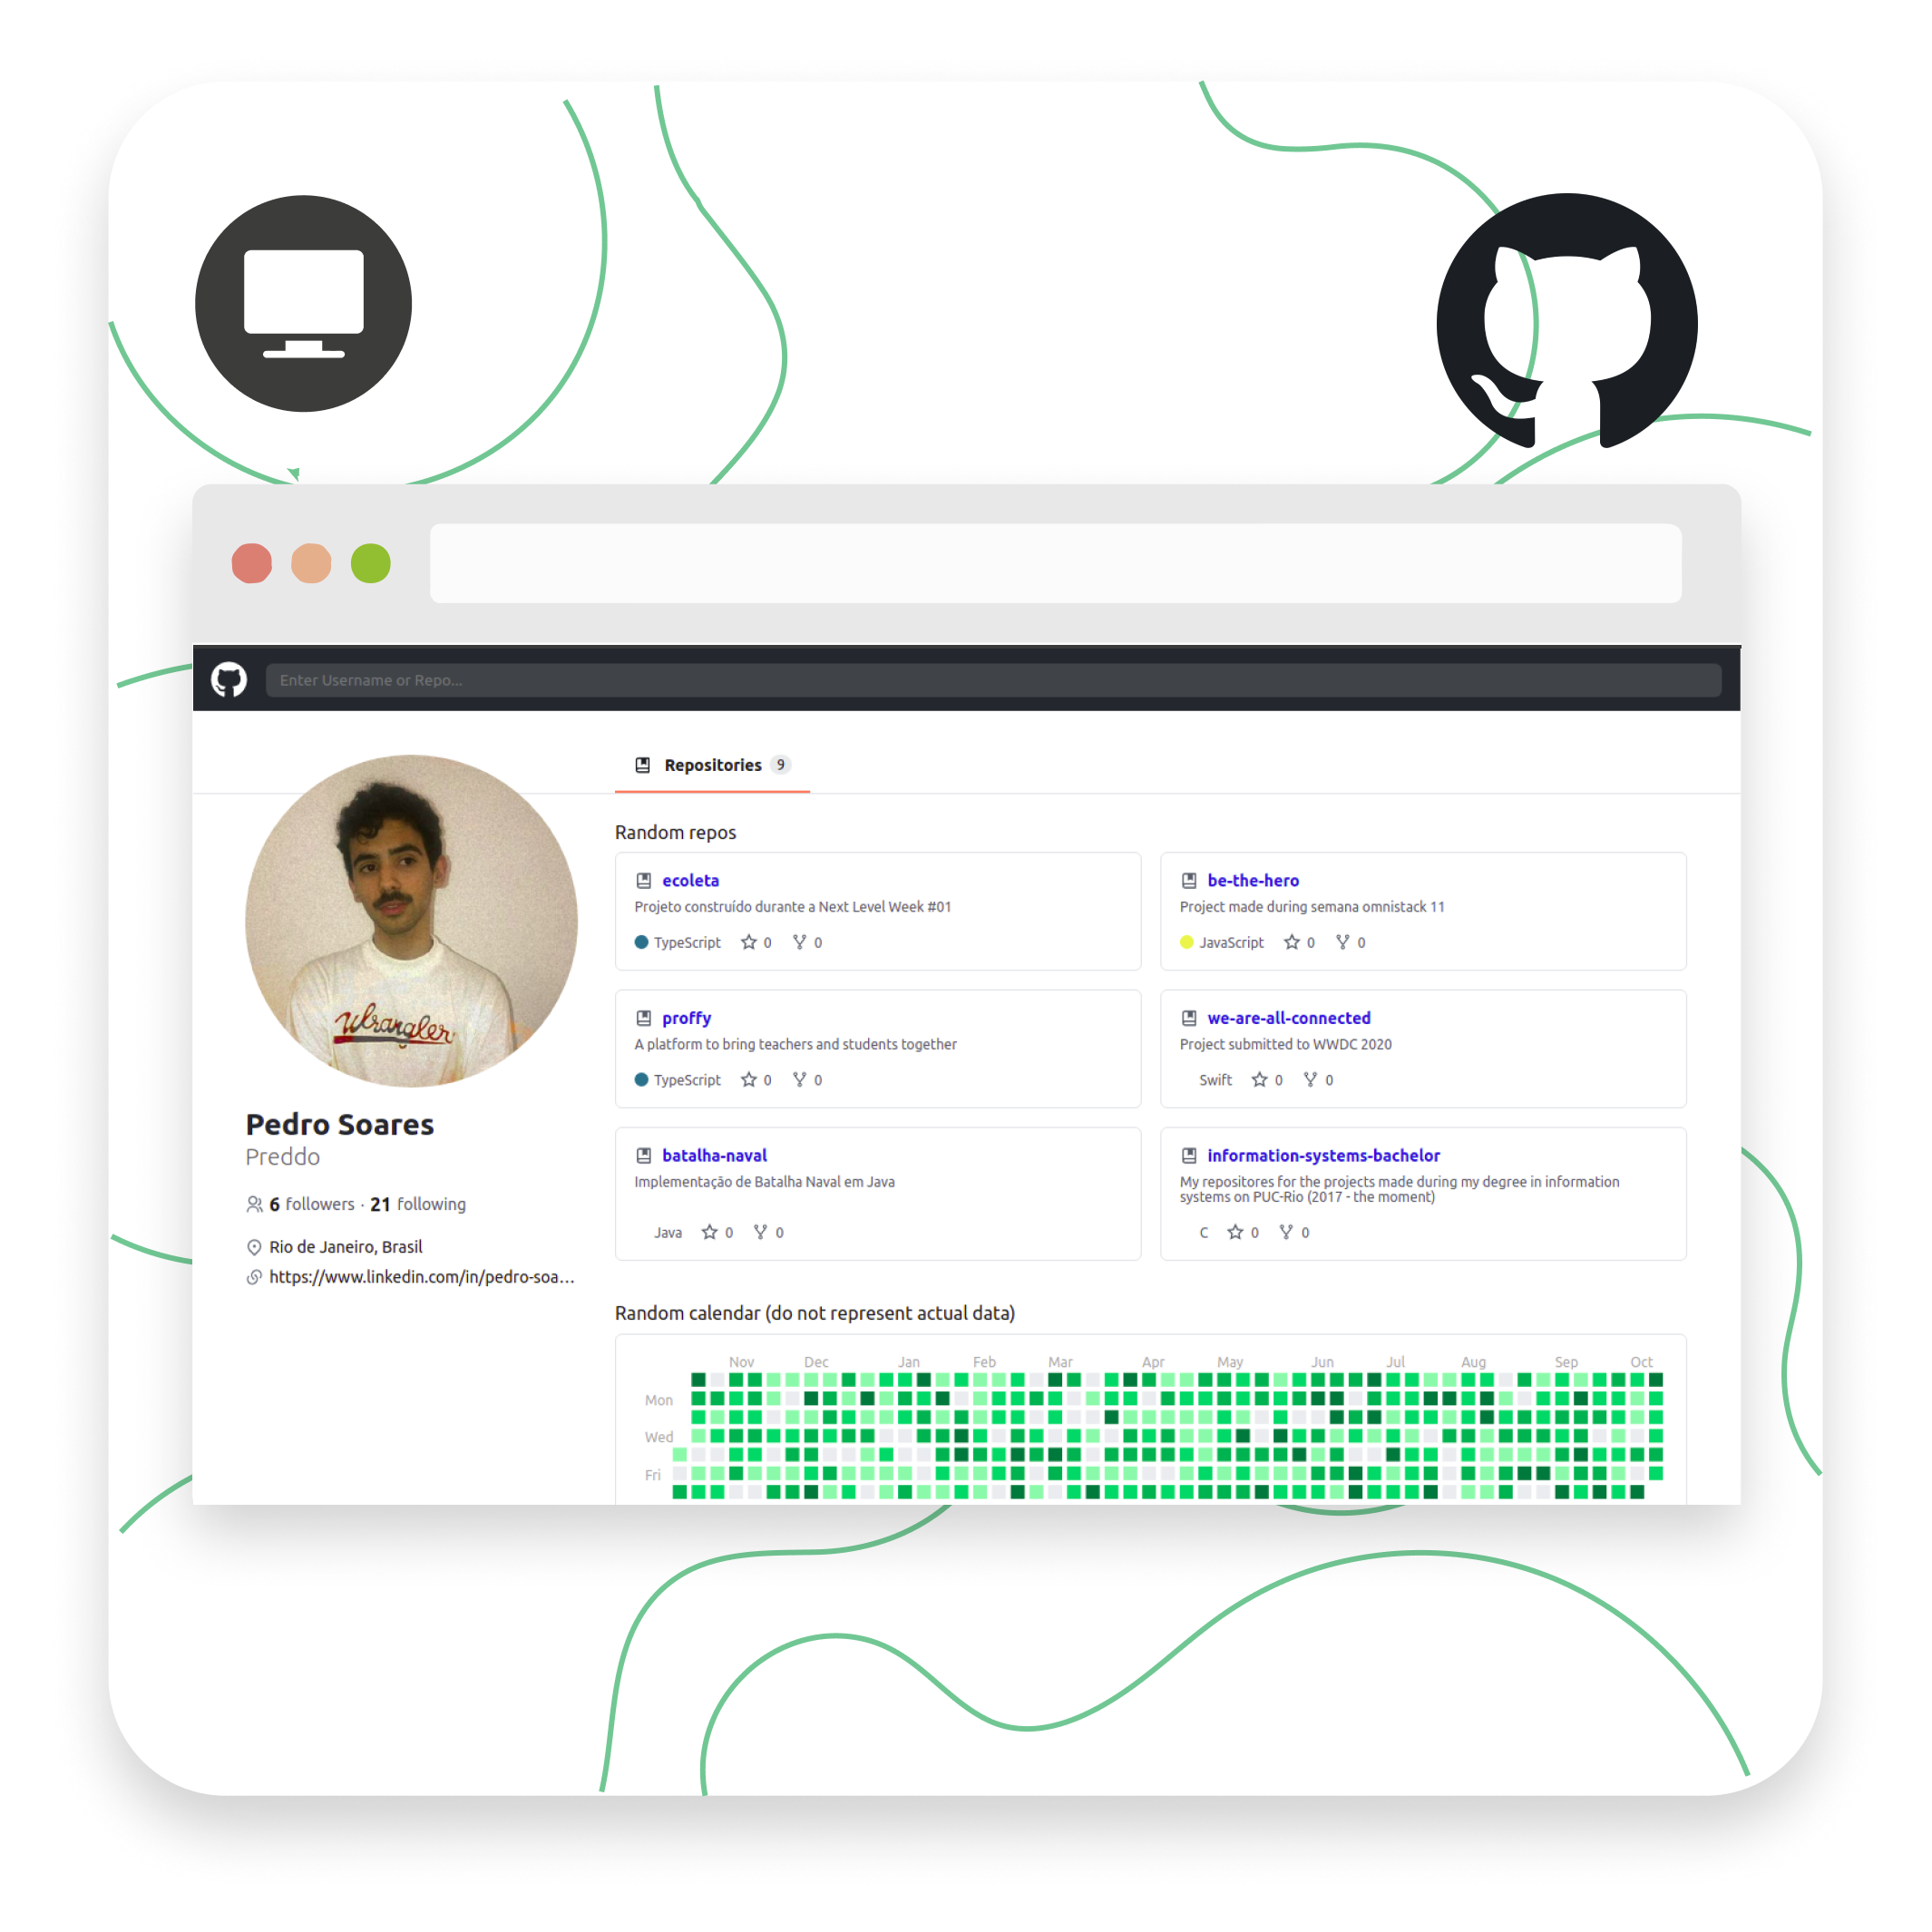 Enter Username or Repo...
Repositories 9
Wrangler
Pedro Soares
Preddo
6 followers · 21 following
Rio de Janeiro, Brasil
https://www.linkedin.com/in/pedro-soa...
Random repos
ecoleta
Projeto construído durante a Next Level Week #01
TypeScript 0 0
be-the-hero
Project made during semana omnistack 11
JavaScript 0 0
proffy
A platform to bring teachers and students together
TypeScript 0 0
we-are-all-connected
Project submitted to WWDC 2020
Swift 0 0
batalha-naval
Implementação de Batalha Naval em Java
Java 0 0
information-systems-bachelor
My repositores for the projects made during my degree in information
systems on PUC-Rio (2017 - the moment)
C 0 0
Random calendar (do not represent actual data)
Nov Dec Jan Feb Mar Apr May Jun Jul Aug Sep Oct
Mon
Wed
Fri